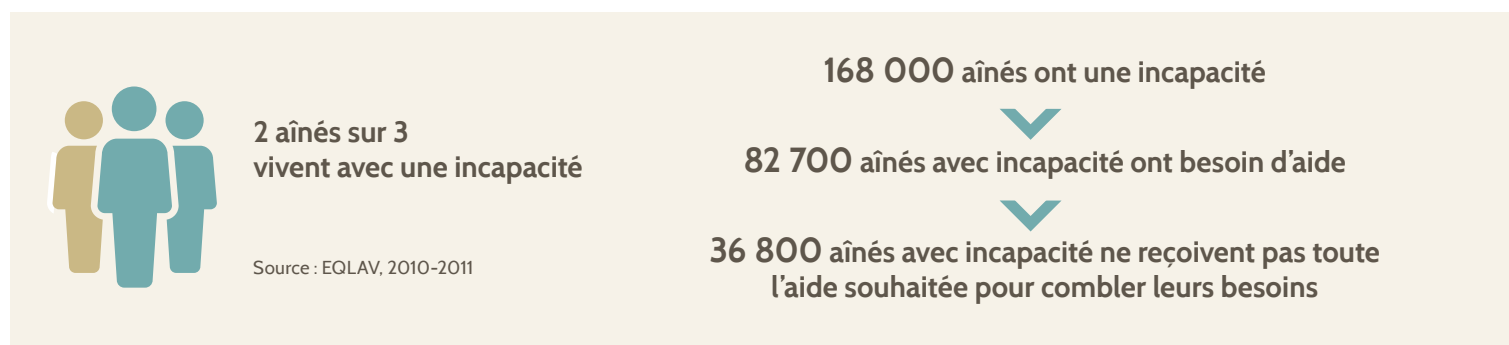 2 aînés sur 3
vivent avec une incapacité
Source : EQLAV, 2010-2011
168 000 aînés ont une incapacité
82 700 aînés avec incapacité ont besoin d’aide
36 800 aînés avec incapacité ne reçoivent pas toute
l’aide souhaitée pour combler leurs besoins